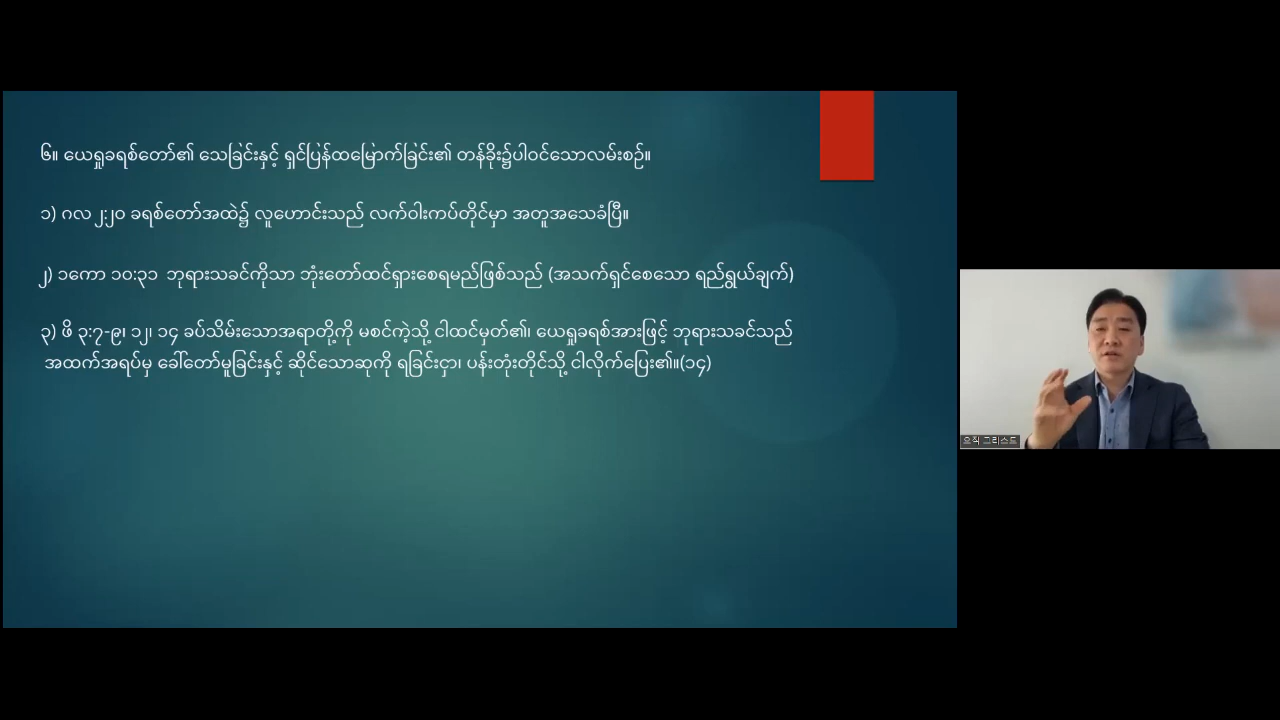 ၆။ ယေရှုခရစ်တော်၏ သေခြင်းနှင့် ရှင်ပြန်ထမြောက်ခြင်း၏ တန်ခိုး၌ပါဝင်သောလမ်းစဉ်။
၁) ဂလ ၂:၂၀ ခရစ်တော်အထဲ၌ လူဟောင်းသည် လက်ဝါးကပ်တိုင်မှာ အတူအသေခံပြီ။
၂) ၁ကော ၁၀:၃၁ ဘုရားသခင်ကိုသာ ဘုံးတော်ထင်ရှားစေရမည်ဖြစ်သည် (အသက်ရှင်စေသော ရည်ရွယ်ချက်)
၃) ဖိ ၃:၇-၉၊ ၁၂၊ ၁၄ ခပ်သိမ်းသောအရာတို့ကို မစင်ကဲ့သို့ ငါထင်မှတ်၏၊ ယေရှုခရစ်အားဖြင့် ဘုရားသခင်သည်
အထက်အရပ်မှ ခေါ်တော်မူခြင်းနှင့် ဆိုင်သောဆုကို ရခြင်းငှာ၊ ပန်းတုံးတိုင်သို့ ငါလိုက်ပြေး၏။(၁၄)
오직 그리스도